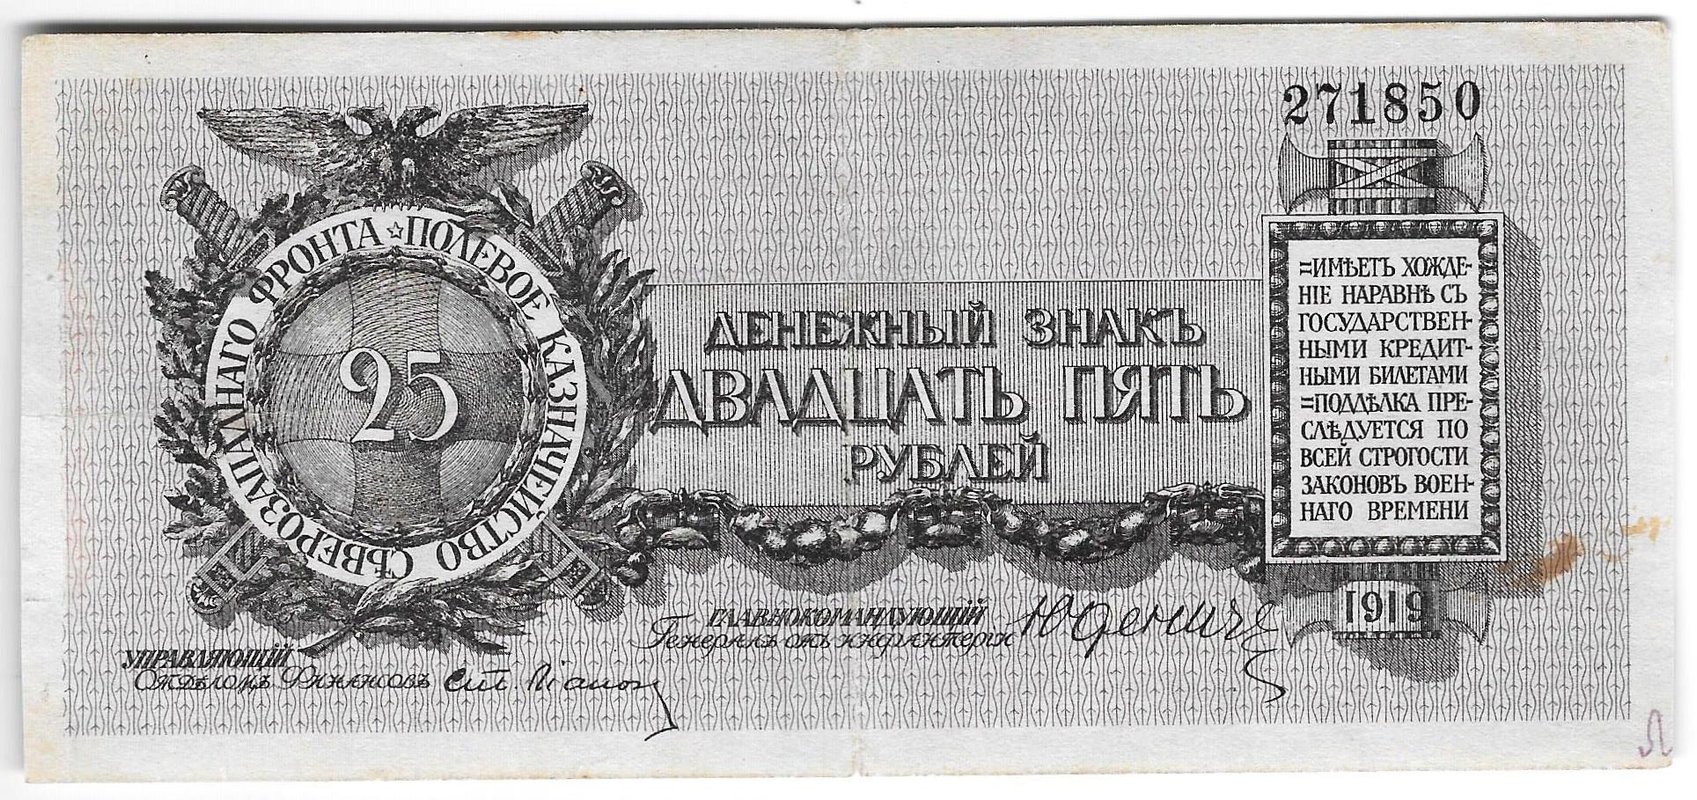 271850
ПОЛЕВОЕ КАЗНАЧЕЙСТВО СѢВЕРОЗАПАДНАГО ФРОНТА
25
ДЕНЕЖНЫЙ ЗНАКЪ
ДВАДЦАТЬ ПЯТЬ
РУБЛЕЙ
=ИМѢЕТЪ ХОЖДЕ-
НІЕ НАРАВНѢ СЪ
ГОСУДАРСТВЕН-
НЫМИ КРЕДИТ-
НЫМИ БИЛЕТАМИ
=ПОДДѢЛКА ПРЕ-
СЛѢДУЕТСЯ ПО
ВСЕЙ СТРОГОСТИ
ЗАКОНОВЪ ВОЕН-
НАГО ВРЕМЕНИ
1919
ГЛАВНОКОМАНДУЮЩІЙ
Генералъ отъ инфантеріи Юденичъ
УПРАВЛЯЮЩІЙ
Отдѣломъ Финансовъ